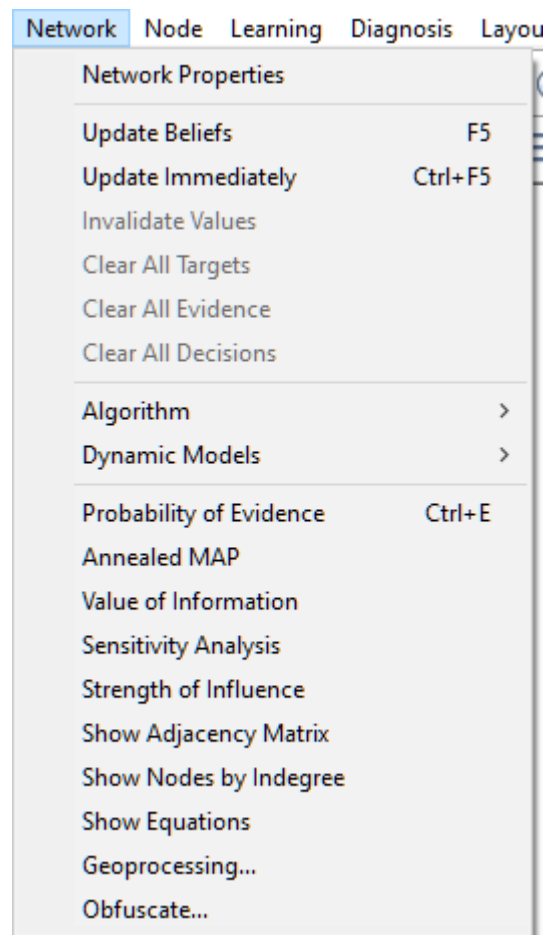 Network Node Learning Diagnosis Layou
Network Properties
Update Beliefs F5
Update Immediately Ctrl+F5
Invalidate Values
Clear All Targets
Clear All Evidence
Clear All Decisions
Algorithm >
Dynamic Models >
Probability of Evidence Ctrl+E
Annealed MAP
Value of Information
Sensitivity Analysis
Strength of Influence
Show Adjacency Matrix
Show Nodes by Indegree
Show Equations
Geoprocessing...
Obfuscate...